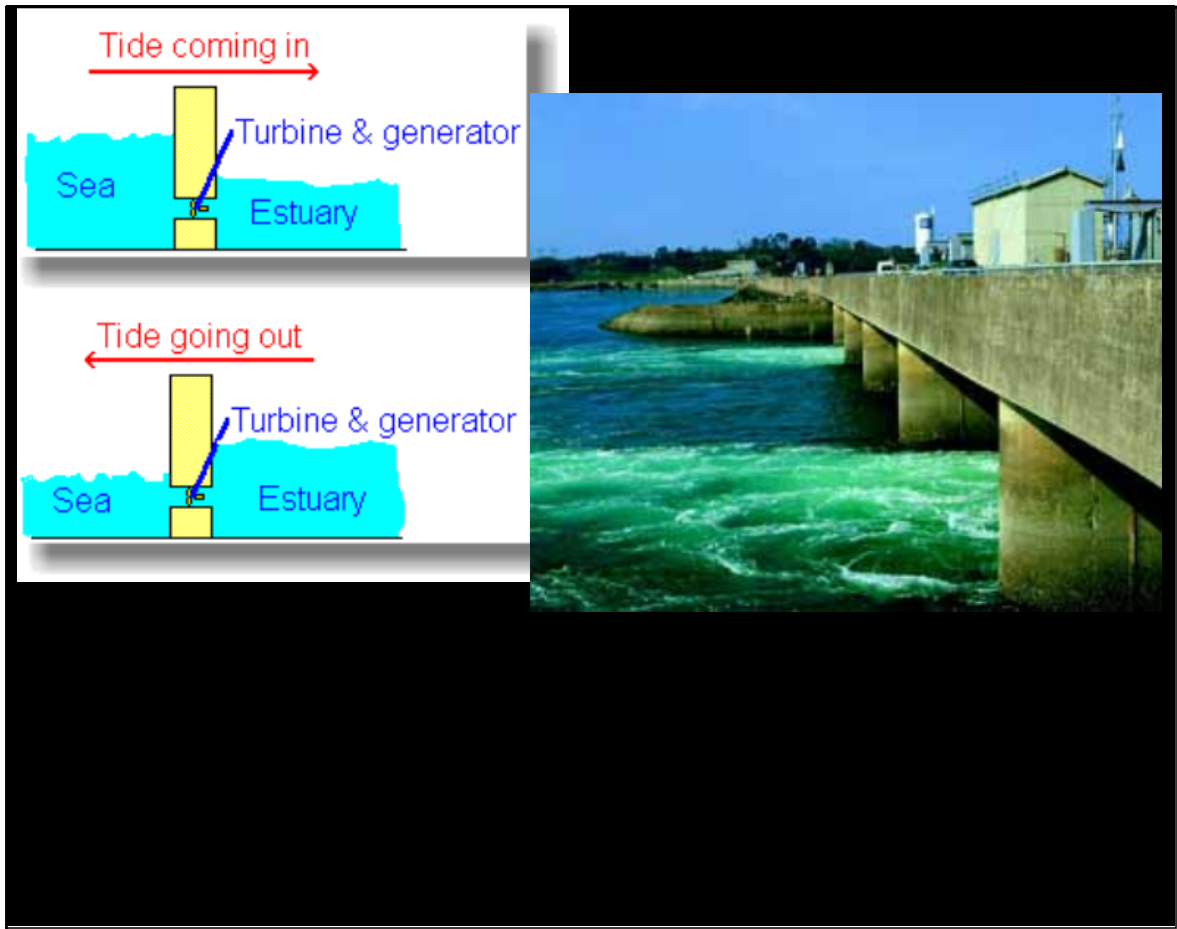 Tide coming in
Turbine & generator
Sea
Estuary
Tide going out
Turbine & generator
Sea
Estuary